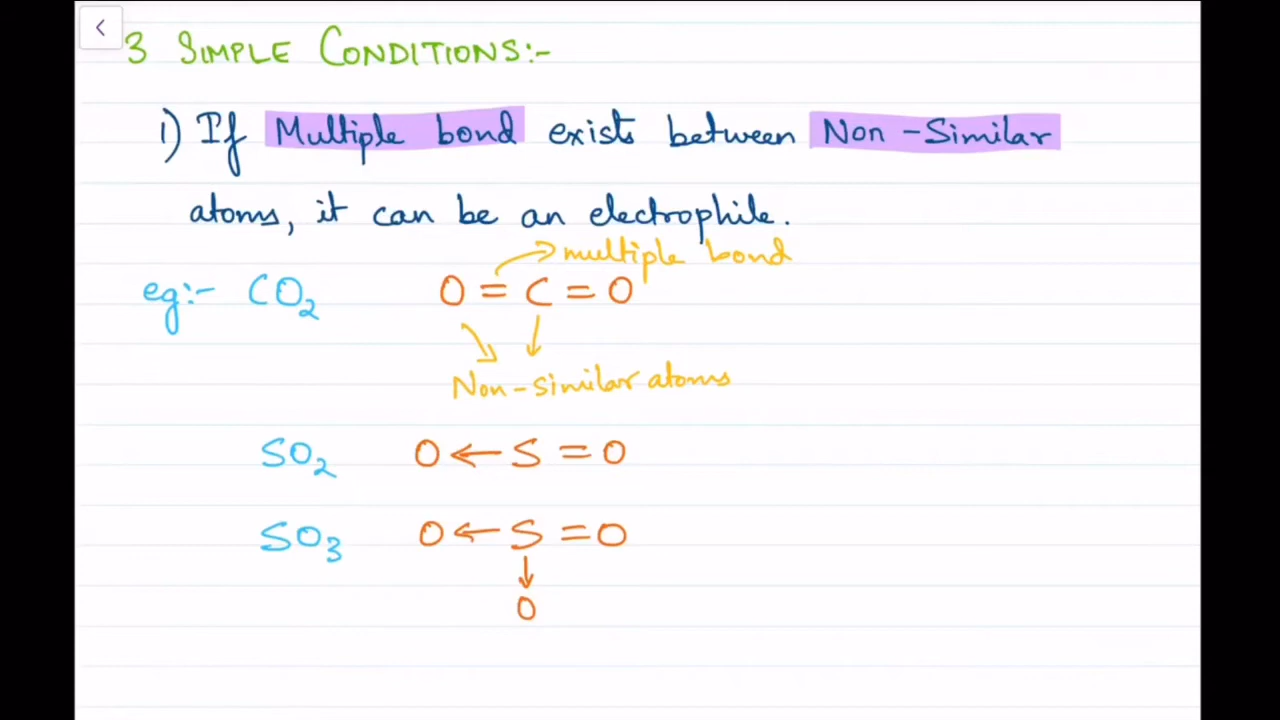 3 SIMPLE CONDITIONS:-
1) If Multiple bond exists between Non-Similar
atoms, it can be an electrophile.
multiple bond
eg:- CO₂ O = C = O
Non-similar atoms
SO₂ O ← S = O
SO₃ O ← S = O
↓
O